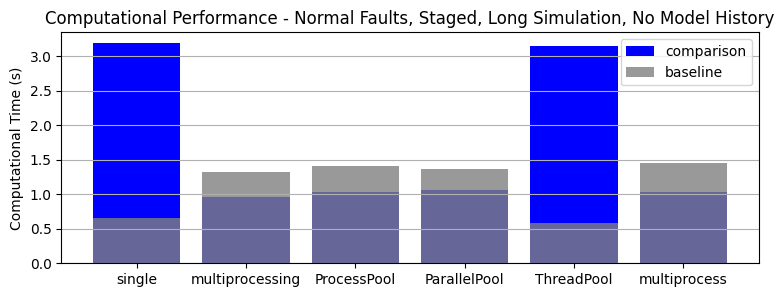 Computational Performance - Normal Faults, Staged, Long Simulation, No Model History
Computational Time (s)
3.0
2.5
2.0
1.5
1.0
0.5
0.0
comparison
baseline
single
multiprocessing
ProcessPool
ParallelPool
ThreadPool
multiprocess